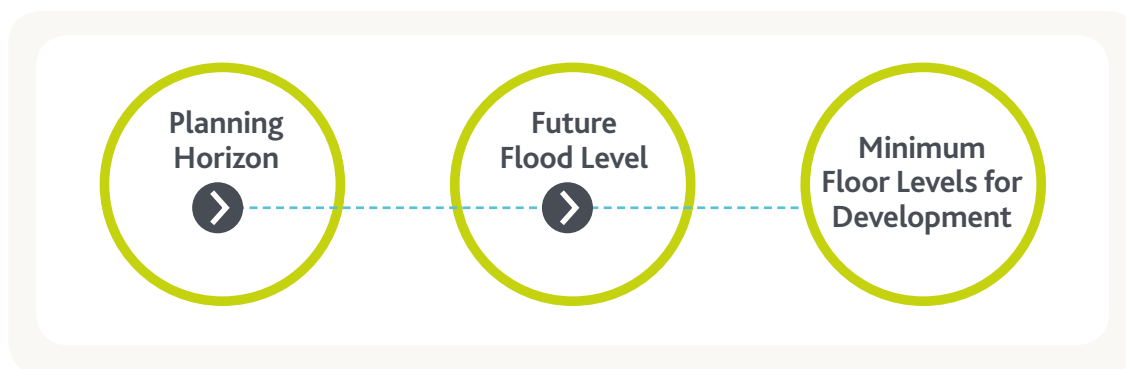 Planning
Horizon
Future
Flood Level
Minimum
Floor Levels for
Development